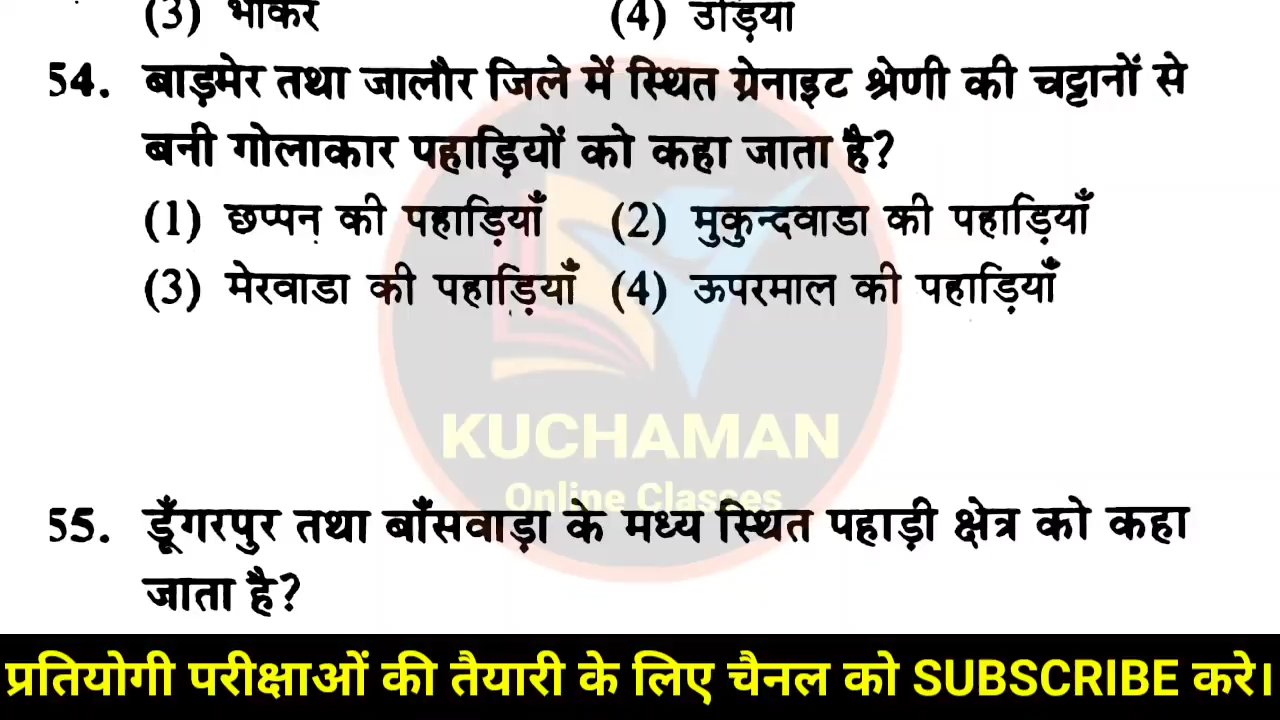 (3) भाकर (4) उड़िया
54. बाड़मेर तथा जालौर जिले में स्थित ग्रेनाइट श्रेणी की चट्टानों से
बनी गोलाकार पहाड़ियों को कहा जाता है?
(1) छप्पन की पहाड़ियाँ (2) मुकुन्दवाडा की पहाड़ियाँ
(3) मेरवाडा की पहाड़ियाँ (4) ऊपरमाल की पहाड़ियाँ
KUCHAMAN
Online Classes
55. डूँगरपुर तथा बाँसवाड़ा के मध्य स्थित पहाड़ी क्षेत्र को कहा
जाता है?
प्रतियोगी परीक्षाओं की तैयारी के लिए चैनल को SUBSCRIBE करे।